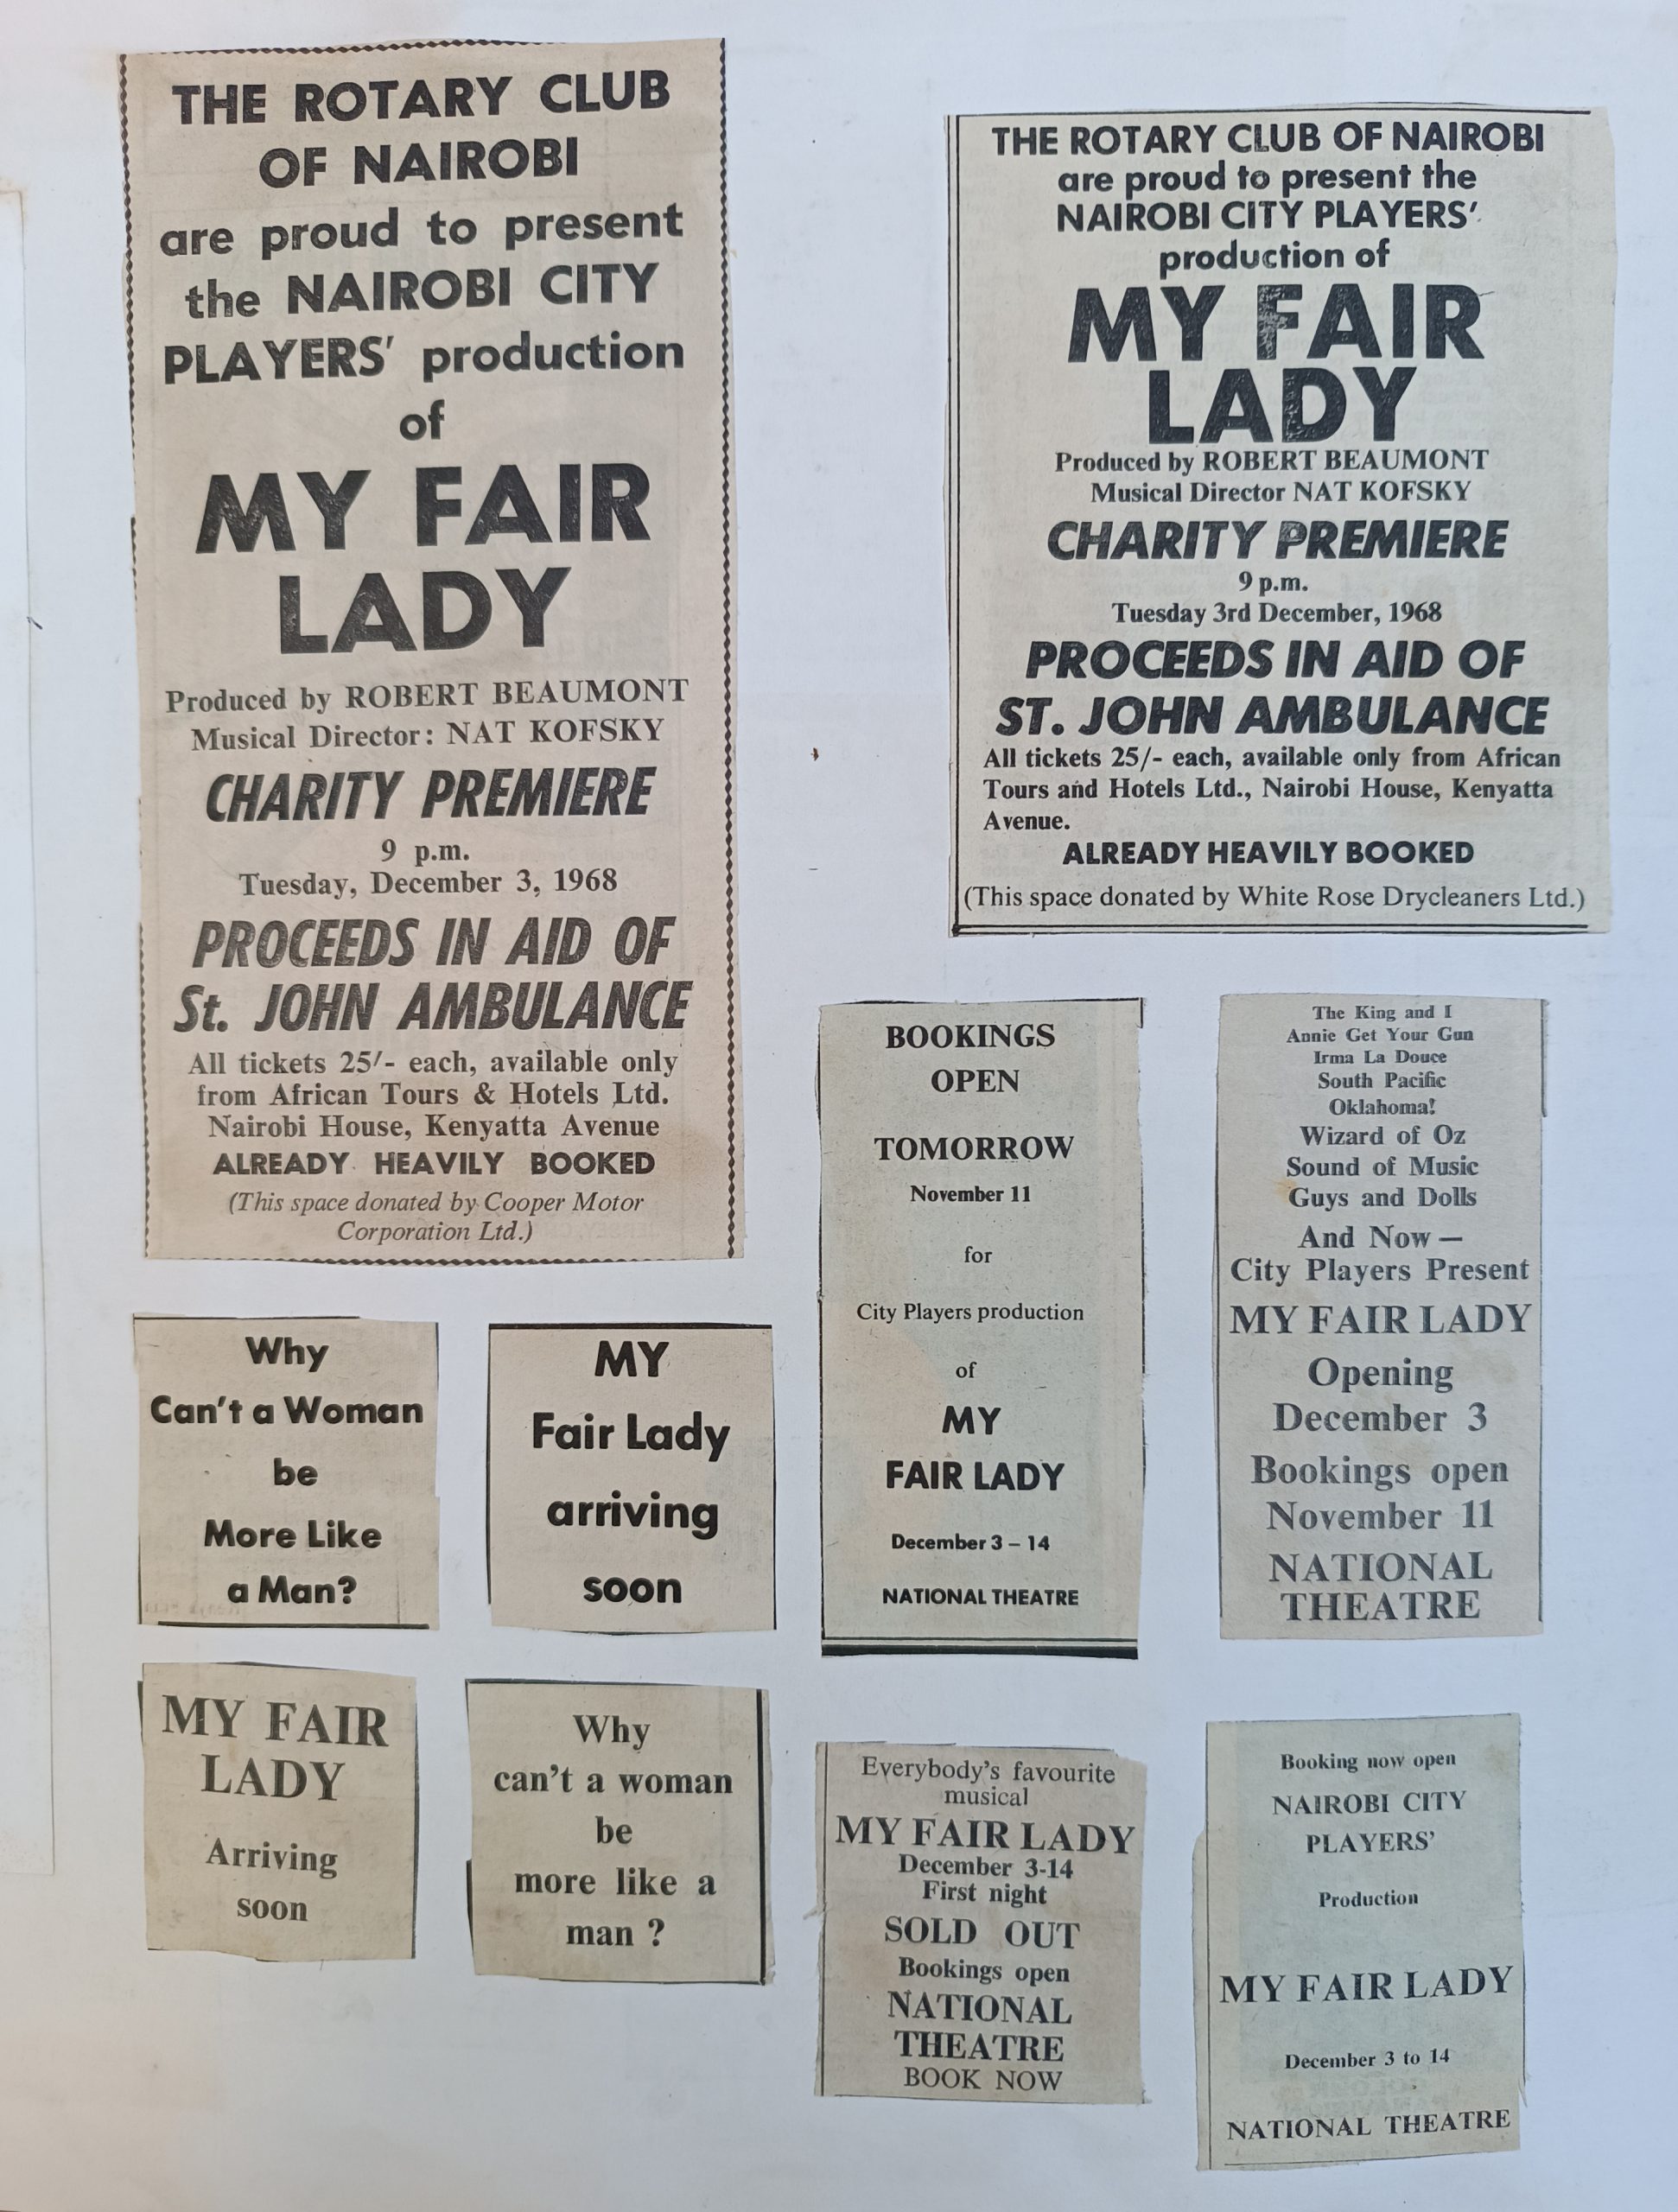 THE ROTARY CLUB
OF NAIROBI
are proud to present
the NAIROBI CITY
PLAYERS' production
of
MY FAIR
LADY
Produced by ROBERT BEAUMONT
Musical Director: NAT KOFSKY
CHARITY PREMIERE
9 p.m.
Tuesday, December 3, 1968
PROCEEDS IN AID OF
St. JOHN AMBULANCE
All tickets 25/- each, available only
from African Tours & Hotels Ltd.
Nairobi House, Kenyatta Avenue
ALREADY HEAVILY BOOKED
(This space donated by Cooper Motor
Corporation Ltd.)
THE ROTARY CLUB OF NAIROBI
are proud to present the
NAIROBI CITY PLAYERS'
production of
MY FAIR
LADY
Produced by ROBERT BEAUMONT
Musical Director NAT KOFSKY
CHARITY PREMIERE
9 p.m.
Tuesday 3rd December, 1968
PROCEEDS IN AID OF
ST. JOHN AMBULANCE
All tickets 25/- each, available only from African
Tours and Hotels Ltd., Nairobi House, Kenyatta
Avenue.
ALREADY HEAVILY BOOKED
(This space donated by White Rose Drycleaners Ltd.)
BOOKINGS
OPEN
TOMORROW
November 11
for
City Players production
of
MY
FAIR LADY
December 3 – 14
NATIONAL THEATRE
The King and I
Annie Get Your Gun
Irma La Douce
South Pacific
Oklahoma!
Wizard of Oz
Sound of Music
Guys and Dolls
And Now —
City Players Present
MY FAIR LADY
Opening
December 3
Bookings open
November 11
NATIONAL
THEATRE
Why
Can't a Woman
be
More Like
a Man?
MY
Fair Lady
arriving
soon
MY FAIR
LADY
Arriving
soon
Why
can't a woman
be
more like a
man ?
Everybody's favourite
musical
MY FAIR LADY
December 3-14
First night
SOLD OUT
Bookings open
NATIONAL
THEATRE
BOOK NOW
Booking now open
NAIROBI CITY
PLAYERS'
Production
MY FAIR LADY
December 3 to 14
NATIONAL THEATRE